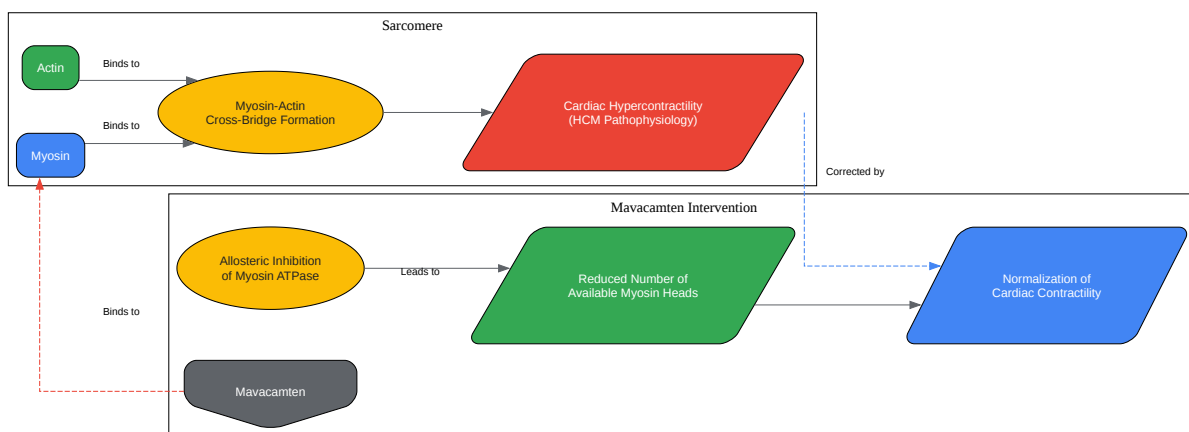 Sarcomere
Actin
Binds to
Myosin-Actin
Cross-Bridge Formation
Cardiac Hypercontractility
(HCM Pathophysiology)
Binds to
Myosin
Corrected by
Mavacamten Intervention
Allosteric Inhibition
of Myosin ATPase
Leads to
Reduced Number of
Available Myosin Heads
Normalization of
Cardiac Contractility
Binds to
Mavacamten